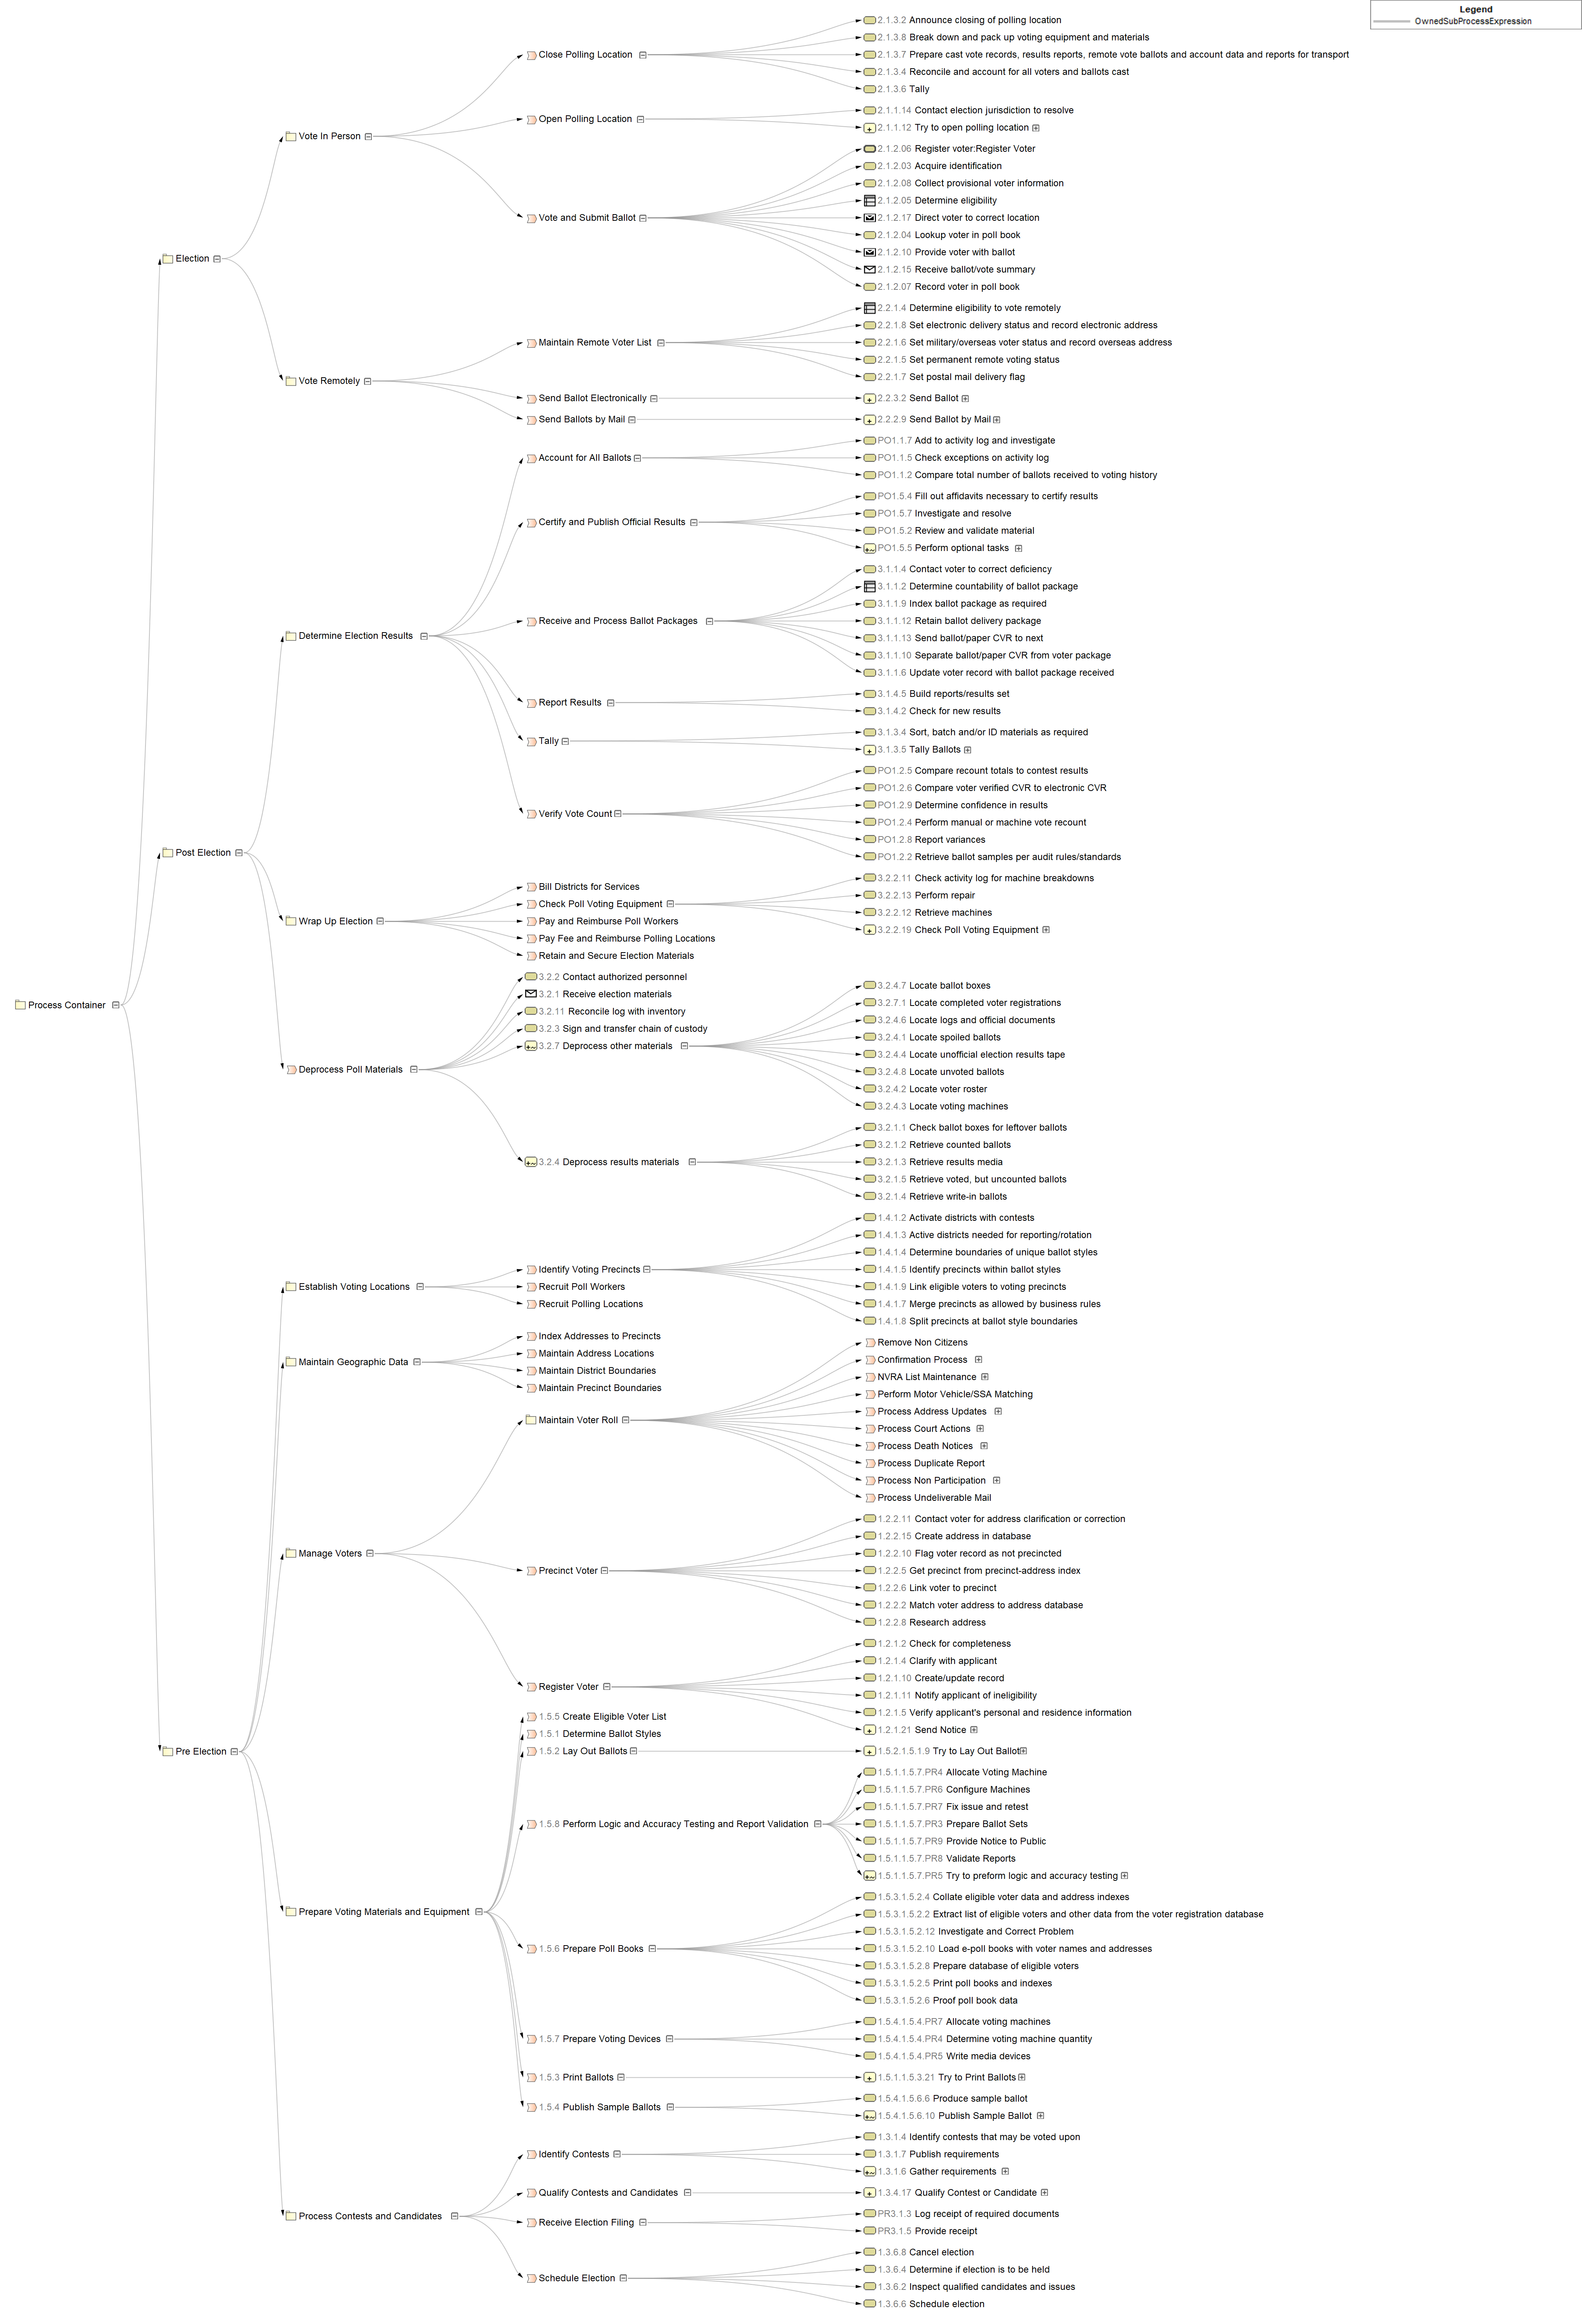 Legend
OwnedSubProcessExpression
Process Container
Election
Vote In Person
Close Polling Location
2.1.3.2 Announce closing of polling location
2.1.3.8 Break down and pack up voting equipment and materials
2.1.3.7 Prepare cast vote records, results reports, remote vote ballots and account data and reports for transport
2.1.3.4 Reconcile and account for all voters and ballots cast
2.1.3.6 Tally
Open Polling Location
2.1.1.14 Contact election jurisdiction to resolve
2.1.1.12 Try to open polling location
Vote and Submit Ballot
2.1.2.06 Register voter:Register Voter
2.1.2.03 Acquire identification
2.1.2.08 Collect provisional voter information
2.1.2.05 Determine eligibility
2.1.2.17 Direct voter to correct location
2.1.2.04 Lookup voter in poll book
2.1.2.10 Provide voter with ballot
2.1.2.15 Receive ballot/vote summary
2.1.2.07 Record voter in poll book
Vote Remotely
Maintain Remote Voter List
2.2.1.4 Determine eligibility to vote remotely
2.2.1.8 Set electronic delivery status and record electronic address
2.2.1.6 Set military/overseas voter status and record overseas address
2.2.1.5 Set permanent remote voting status
2.2.1.7 Set postal mail delivery flag
Send Ballot Electronically
2.2.3.2 Send Ballot
Send Ballots by Mail
2.2.2.9 Send Ballot by Mail
Post Election
Determine Election Results
Account for All Ballots
PO1.1.7 Add to activity log and investigate
PO1.1.5 Check exceptions on activity log
PO1.1.2 Compare total number of ballots received to voting history
Certify and Publish Official Results
PO1.5.4 Fill out affidavits necessary to certify results
PO1.5.7 Investigate and resolve
PO1.5.2 Review and validate material
PO1.5.5 Perform optional tasks
Receive and Process Ballot Packages
3.1.1.4 Contact voter to correct deficiency
3.1.1.2 Determine countability of ballot package
3.1.1.9 Index ballot package as required
3.1.1.12 Retain ballot delivery package
3.1.1.13 Send ballot/paper CVR to next
3.1.1.10 Separate ballot/paper CVR from voter package
3.1.1.6 Update voter record with ballot package received
Report Results
3.1.4.5 Build reports/results set
3.1.4.2 Check for new results
Tally
3.1.3.4 Sort, batch and/or ID materials as required
3.1.3.5 Tally Ballots
Verify Vote Count
PO1.2.5 Compare recount totals to contest results
PO1.2.6 Compare voter verified CVR to electronic CVR
PO1.2.9 Determine confidence in results
PO1.2.4 Perform manual or machine vote recount
PO1.2.8 Report variances
PO1.2.2 Retrieve ballot samples per audit rules/standards
Wrap Up Election
Bill Districts for Services
Check Poll Voting Equipment
3.2.2.11 Check activity log for machine breakdowns
3.2.2.13 Perform repair
3.2.2.12 Retrieve machines
3.2.2.19 Check Poll Voting Equipment
Pay and Reimburse Poll Workers
Pay Fee and Reimburse Polling Locations
Retain and Secure Election Materials
Deprocess Poll Materials
3.2.2 Contact authorized personnel
3.2.1 Receive election materials
3.2.11 Reconcile log with inventory
3.2.3 Sign and transfer chain of custody
3.2.7 Deprocess other materials
3.2.4.7 Locate ballot boxes
3.2.7.1 Locate completed voter registrations
3.2.4.6 Locate logs and official documents
3.2.4.1 Locate spoiled ballots
3.2.4.4 Locate unofficial election results tape
3.2.4.8 Locate unvoted ballots
3.2.4.2 Locate voter roster
3.2.4.3 Locate voting machines
3.2.4 Deprocess results materials
3.2.1.1 Check ballot boxes for leftover ballots
3.2.1.2 Retrieve counted ballots
3.2.1.3 Retrieve results media
3.2.1.5 Retrieve voted, but uncounted ballots
3.2.1.4 Retrieve write-in ballots
Pre Election
Establish Voting Locations
Identify Voting Precincts
1.4.1.2 Activate districts with contests
1.4.1.3 Active districts needed for reporting/rotation
1.4.1.4 Determine boundaries of unique ballot styles
1.4.1.5 Identify precincts within ballot styles
1.4.1.9 Link eligible voters to voting precincts
1.4.1.7 Merge precincts as allowed by business rules
1.4.1.8 Split precincts at ballot style boundaries
Recruit Poll Workers
Recruit Polling Locations
Maintain Geographic Data
Index Addresses to Precincts
Maintain Address Locations
Maintain District Boundaries
Maintain Precinct Boundaries
Manage Voters
Maintain Voter Roll
Remove Non Citizens
Confirmation Process
NVRA List Maintenance
Perform Motor Vehicle/SSA Matching
Process Address Updates
Process Court Actions
Process Death Notices
Process Duplicate Report
Process Non Participation
Process Undeliverable Mail
Precinct Voter
1.2.2.11 Contact voter for address clarification or correction
1.2.2.15 Create address in database
1.2.2.10 Flag voter record as not precincted
1.2.2.5 Get precinct from precinct-address index
1.2.2.6 Link voter to precinct
1.2.2.2 Match voter address to address database
1.2.2.8 Research address
Register Voter
1.2.1.2 Check for completeness
1.2.1.4 Clarify with applicant
1.2.1.10 Create/update record
1.2.1.11 Notify applicant of ineligibility
1.2.1.5 Verify applicant's personal and residence information
1.2.1.21 Send Notice
Prepare Voting Materials and Equipment
1.5.5 Create Eligible Voter List
1.5.1 Determine Ballot Styles
1.5.2 Lay Out Ballots
1.5.2.1.5.1.9 Try to Lay Out Ballot
1.5.8 Perform Logic and Accuracy Testing and Report Validation
1.5.1.1.5.7.PR4 Allocate Voting Machine
1.5.1.1.5.7.PR6 Configure Machines
1.5.1.1.5.7.PR7 Fix issue and retest
1.5.1.1.5.7.PR3 Prepare Ballot Sets
1.5.1.1.5.7.PR9 Provide Notice to Public
1.5.1.1.5.7.PR8 Validate Reports
1.5.1.1.5.7.PR5 Try to preform logic and accuracy testing
1.5.6 Prepare Poll Books
1.5.3.1.5.2.4 Collate eligible voter data and address indexes
1.5.3.1.5.2.2 Extract list of eligible voters and other data from the voter registration database
1.5.3.1.5.2.12 Investigate and Correct Problem
1.5.3.1.5.2.10 Load e-poll books with voter names and addresses
1.5.3.1.5.2.8 Prepare database of eligible voters
1.5.3.1.5.2.5 Print poll books and indexes
1.5.3.1.5.2.6 Proof poll book data
1.5.7 Prepare Voting Devices
1.5.4.1.5.4.PR7 Allocate voting machines
1.5.4.1.5.4.PR4 Determine voting machine quantity
1.5.4.1.5.4.PR5 Write media devices
1.5.3 Print Ballots
1.5.1.1.5.3.21 Try to Print Ballots
1.5.4 Publish Sample Ballots
1.5.4.1.5.6.6 Produce sample ballot
1.5.4.1.5.6.10 Publish Sample Ballot
Process Contests and Candidates
Identify Contests
1.3.1.4 Identify contests that may be voted upon
1.3.1.7 Publish requirements
1.3.1.6 Gather requirements
Qualify Contests and Candidates
1.3.4.17 Qualify Contest or Candidate
Receive Election Filing
PR3.1.3 Log receipt of required documents
PR3.1.5 Provide receipt
Schedule Election
1.3.6.8 Cancel election
1.3.6.4 Determine if election is to be held
1.3.6.2 Inspect qualified candidates and issues
1.3.6.6 Schedule election